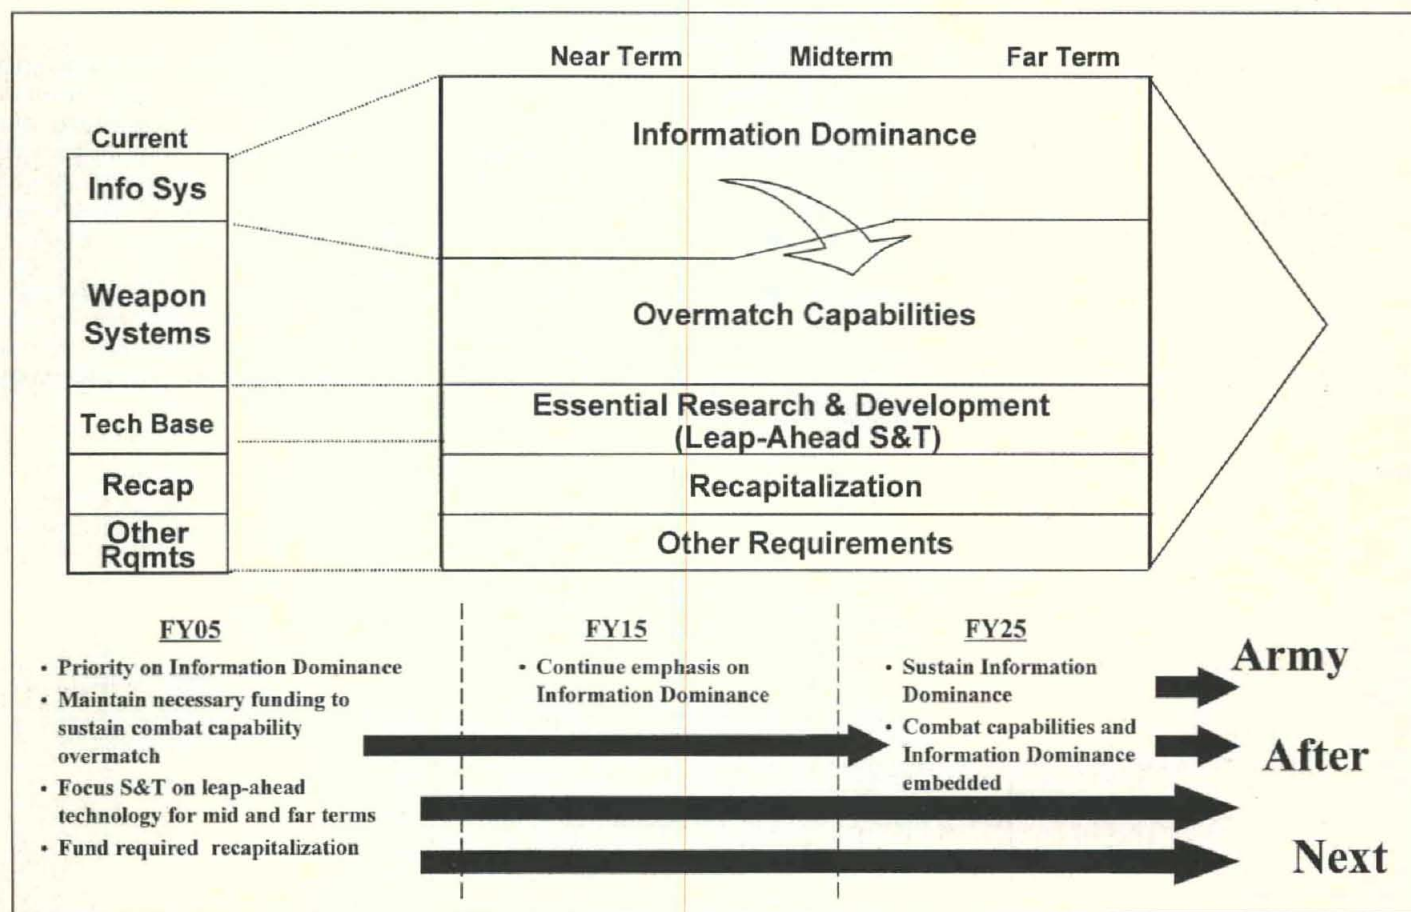 Near Term Midterm Far Term
Current
Info Sys
Weapon
Systems
Tech Base
Recap
Other
Rqmts
Information Dominance
Overmatch Capabilities
Essential Research & Development
(Leap-Ahead S&T)
Recapitalization
Other Requirements
FY05
• Priority on Information Dominance
• Maintain necessary funding to
sustain combat capability
overmatch
• Focus S&T on leap-ahead
technology for mid and far terms
• Fund required recapitalization
FY15
• Continue emphasis on
Information Dominance
FY25
• Sustain Information
Dominance
• Combat capabilities and
Information Dominance
embedded
Army
After
Next